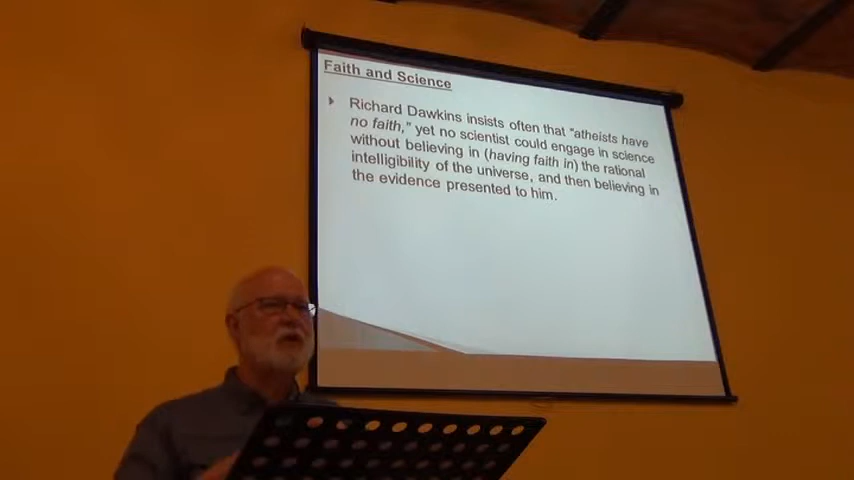 Faith and Science
Richard Dawkins insists often that "atheists have
no faith," yet no scientist could engage in science
without believing in (having faith in) the rational
intelligibility of the universe, and then believing in
the evidence presented to him.